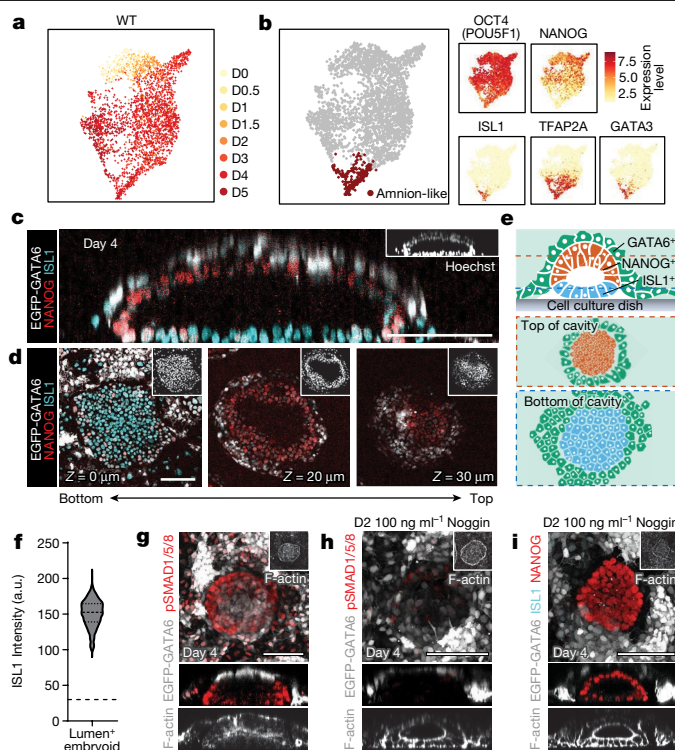 a
WT
D0
D0.5
D1
D1.5
D2
D3
D4
D5
b
Amnion-like
OCT4
(POU5F1)
NANOG
7.5
5.0
2.5
Expression
level
ISL1
TFAP2A
GATA3
c
EGFP-GATA6
NANOG ISL1
Day 4
Hoechst
d
EGFP-GATA6
NANOG ISL1
Z = 0 μm
Z = 20 μm
Z = 30 μm
Bottom
Top
e
GATA6+
NANOG+
ISL1+
Cell culture dish
Top of cavity
Bottom of cavity
f
ISL1 Intensity (a.u.)
250
200
150
100
50
0
Lumen+
embryoid
g
F-actin EGFP-GATA6 pSMAD1/5/8
F-actin
Day 4
h
D2 100 ng ml−1 Noggin
F-actin EGFP-GATA6 pSMAD1/5/8
F-actin
Day 4
i
D2 100 ng ml−1 Noggin
F-actin EGFP-GATA6 ISL1 NANOG
F-actin
Day 4